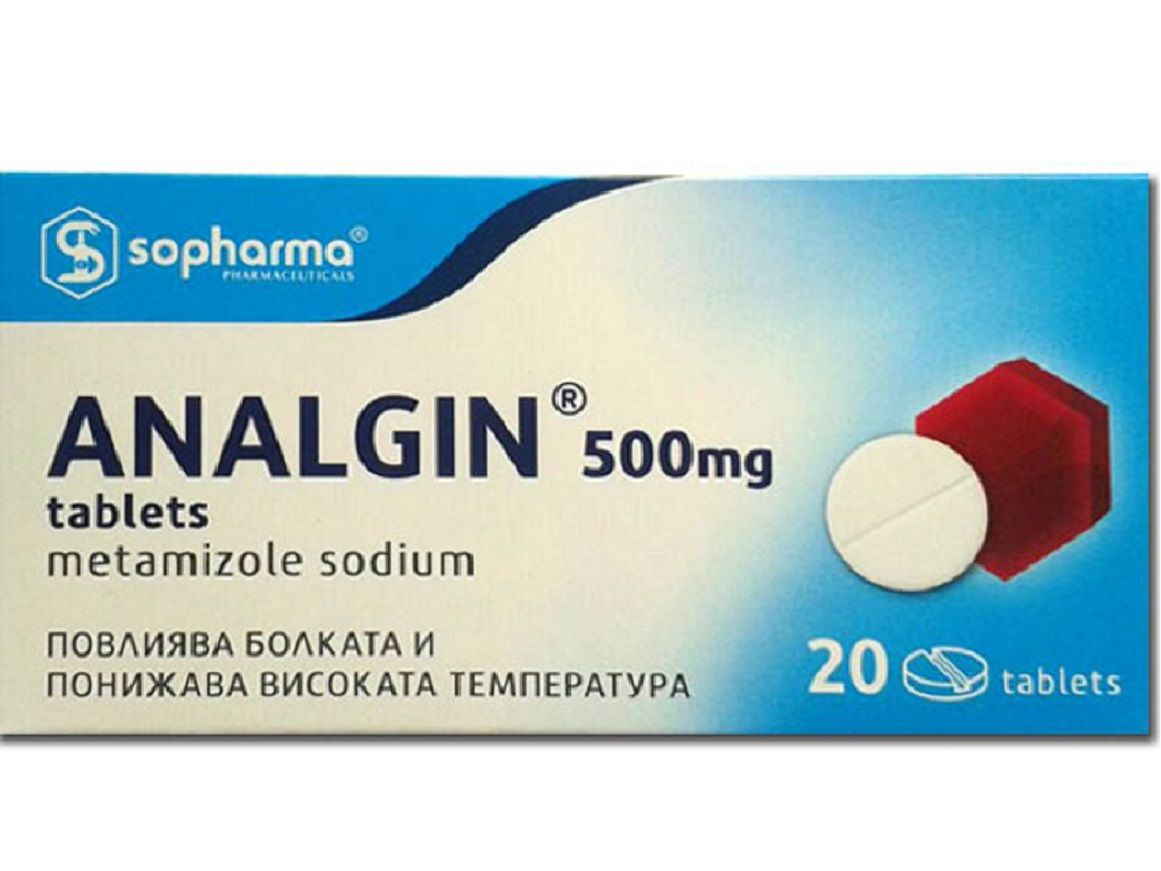 sopharma®
PHARMACEUTICALS
ANALGIN® 500mg
tablets
metamizole sodium
ПОВЛИЯВА БОЛКАТА И
ПОНИЖАВА ВИСОКАТА ТЕМПЕРАТУРА
20 tablets